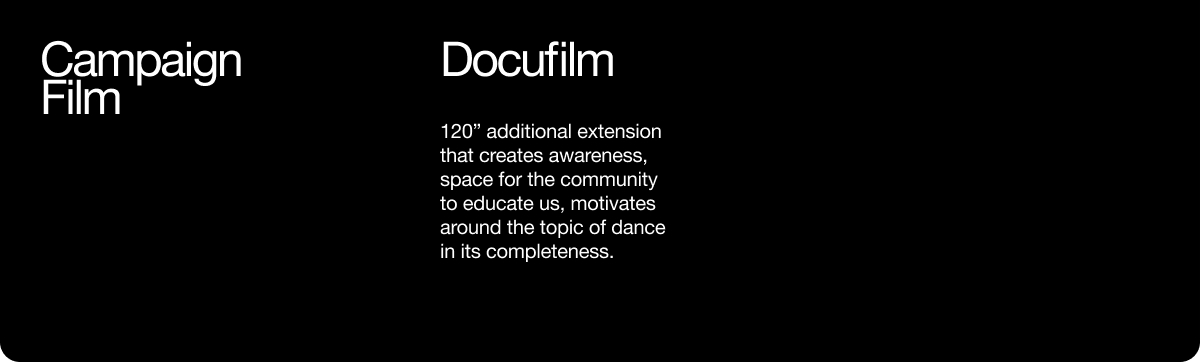 Campaign
Film
Docufilm
120” additional extension
that creates awareness,
space for the community
to educate us, motivates
around the topic of dance
in its completeness.